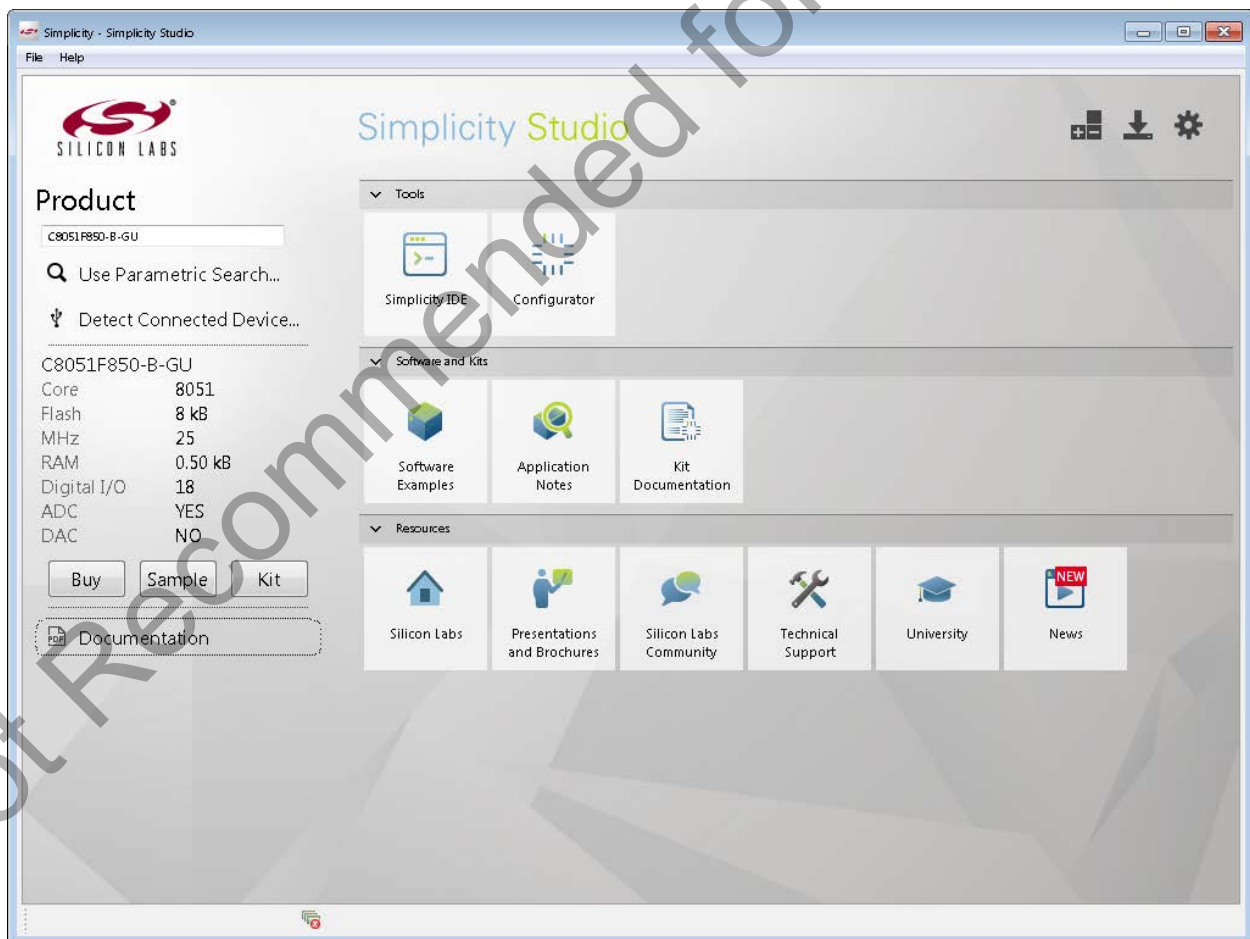 Simplicity - Simplicity Studio
File Help
SILICON LABS
Simplicity Studio
Product
C8051F850-B-GU
Use Parametric Search...
Detect Connected Device...
C8051F850-B-GU
Core 8051
Flash 8 kB
MHz 25
RAM 0.50 kB
Digital I/O 18
ADC YES
DAC NO
Buy Sample Kit
PDF Documentation
Tools
Simplicity IDE
Configurator
Software and Kits
Software
Examples
Application
Notes
Kit
Documentation
Resources
Silicon Labs
Presentations
and Brochures
Silicon Labs
Community
Technical
Support
University
NEW
News
Recommended for